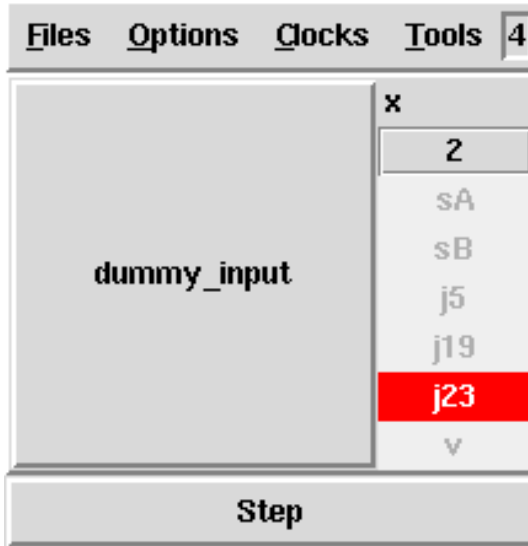 Files Options Clocks Tools 4
x
2
sA
sB
j5
dummy_input
j19
j23
v
Step